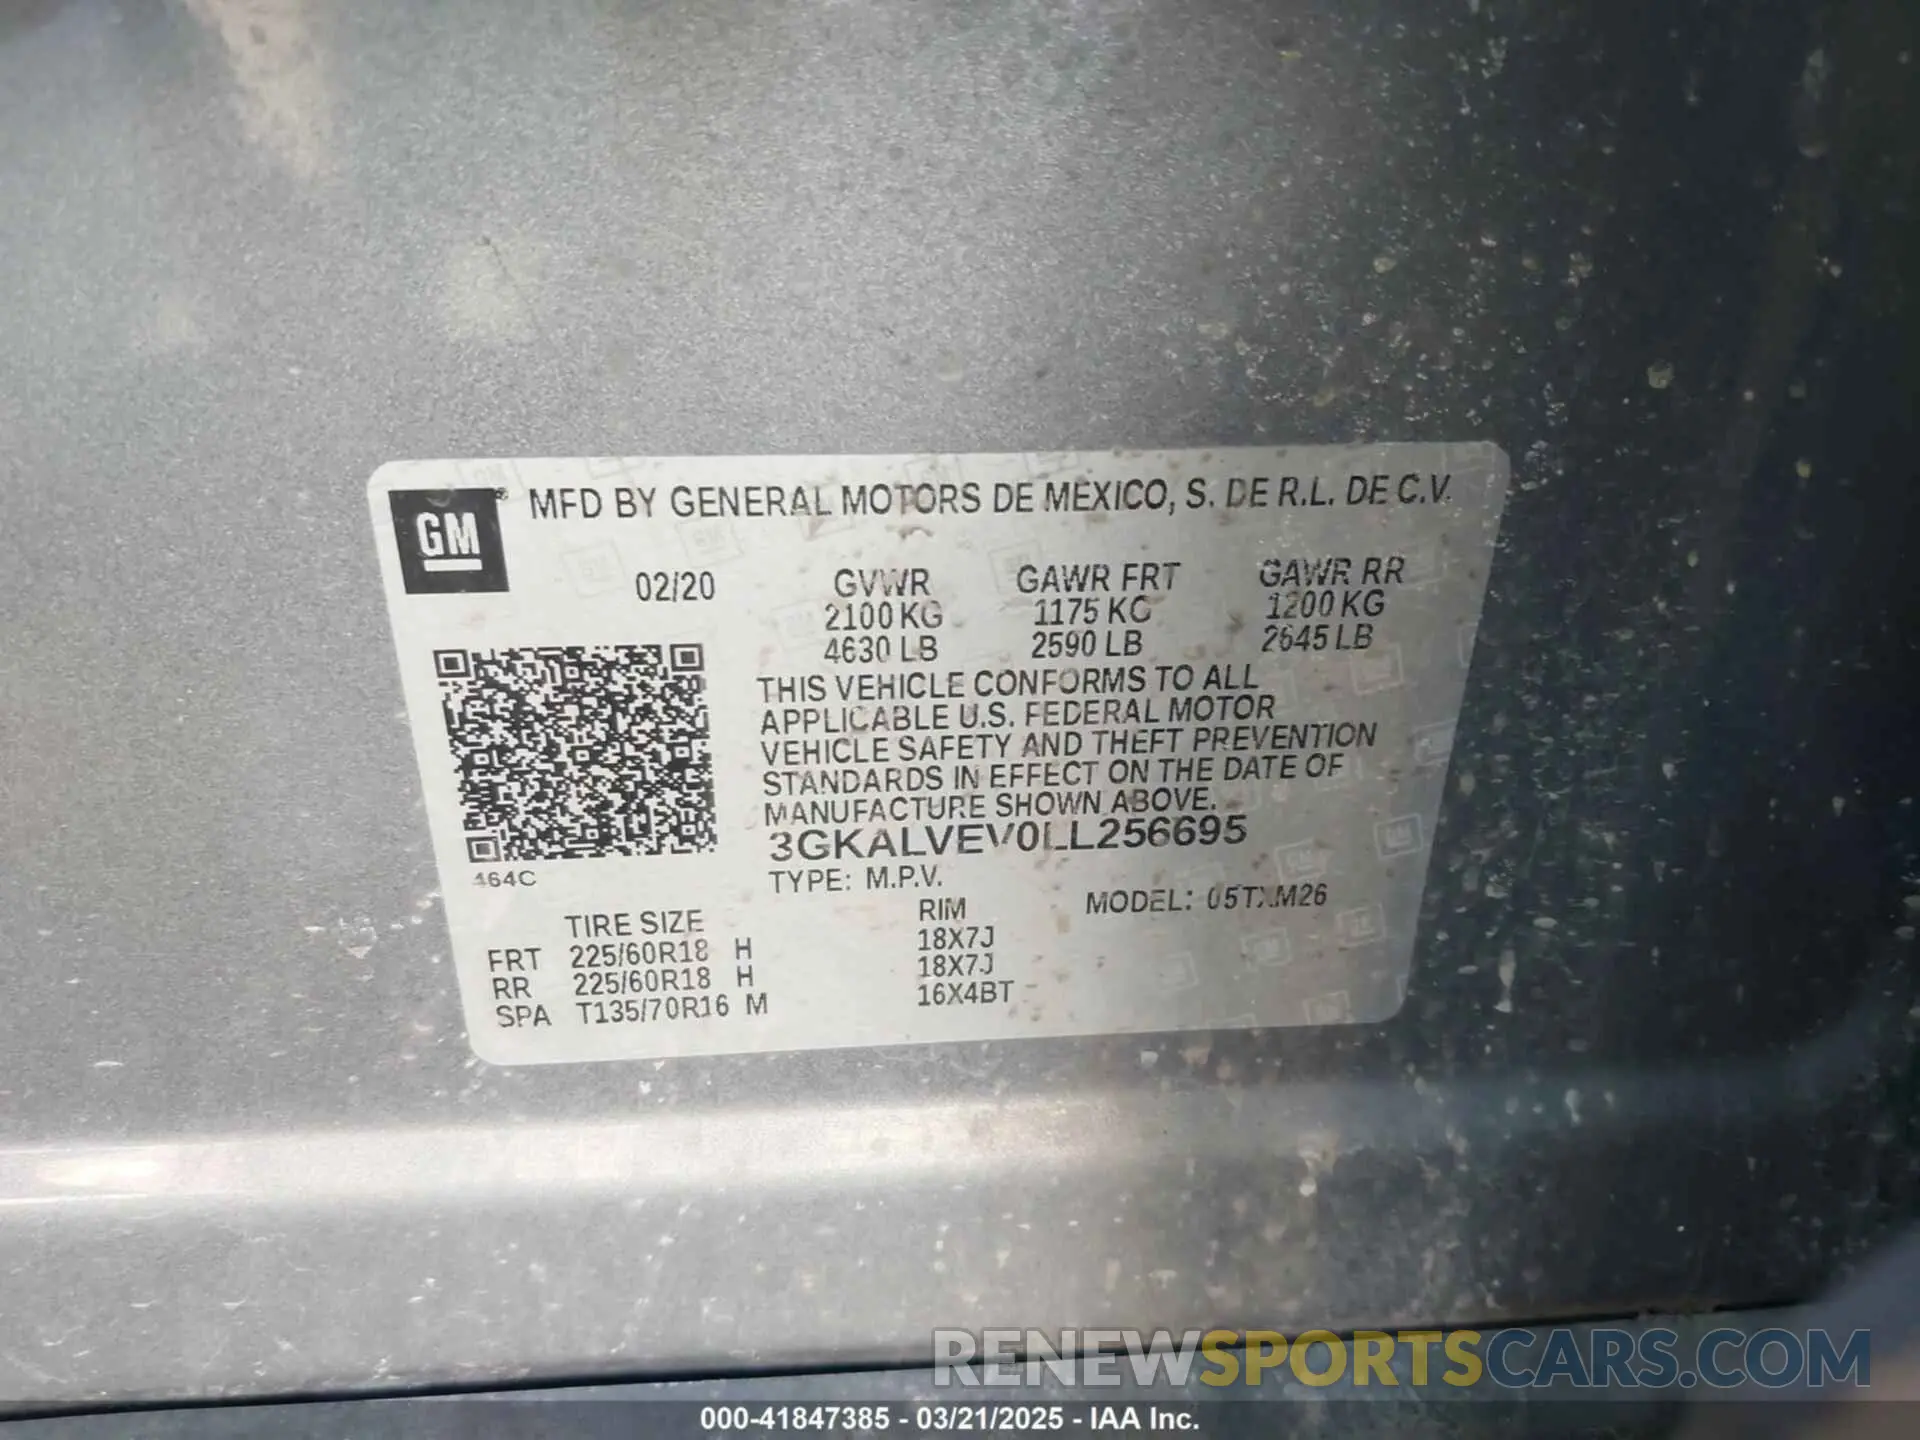 GM
MFD BY GENERAL MOTORS DE MEXICO, S. DE R.L. DE C.V.
02/20 GVWR GAWR FRT GAWR RR
2100 KG 1175 KG 1200 KG
4630 LB 2590 LB 2645 LB
THIS VEHICLE CONFORMS TO ALL
APPLICABLE U.S. FEDERAL MOTOR
VEHICLE SAFETY AND THEFT PREVENTION
STANDARDS IN EFFECT ON THE DATE OF
MANUFACTURE SHOWN ABOVE.
3GKALVEV0LL256695
464C
TYPE: M.P.V.
MODEL: 05TXM26
TIRE SIZE RIM
FRT 225/60R18 H 18X7J
RR 225/60R18 H 18X7J
SPA T135/70R16 M 16X4BT
RENEWSPORTSCARS.COM
000-41847385 - 03/21/2025 - IAA Inc.